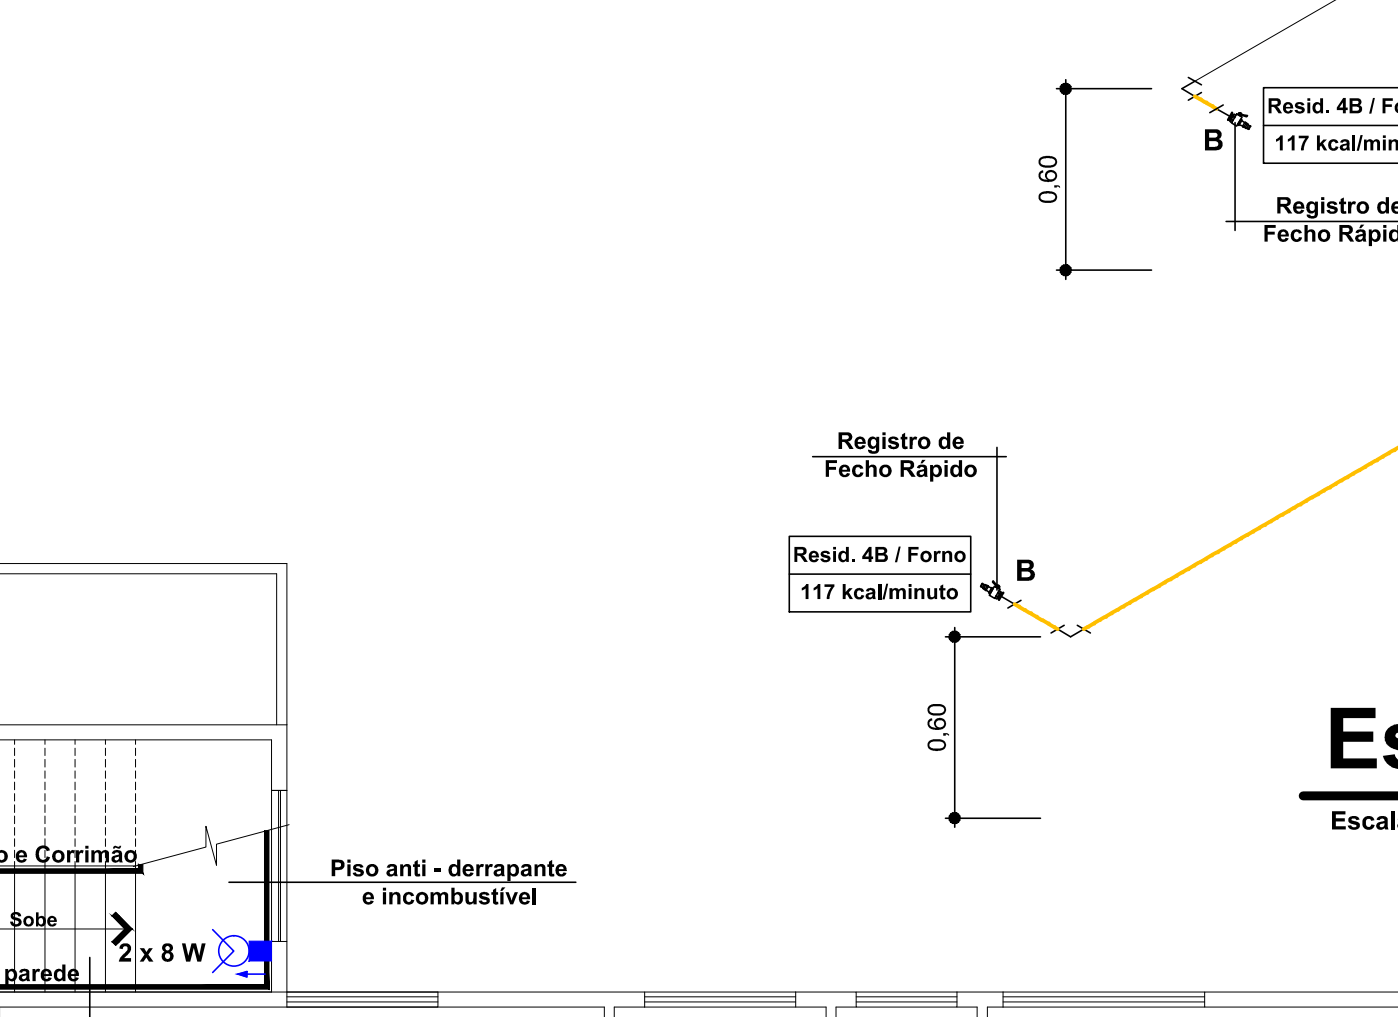 Resid. 4B / Fo
117 kcal/min
B
0,60
Registro de
Fecho Rápid
Registro de
Fecho Rápido
Resid. 4B / Forno
117 kcal/minuto
B
0,60
Es
Escala
o e Corrimão
Piso anti - derrapante
e incombustível
Sobe
2 x 8 W
parede